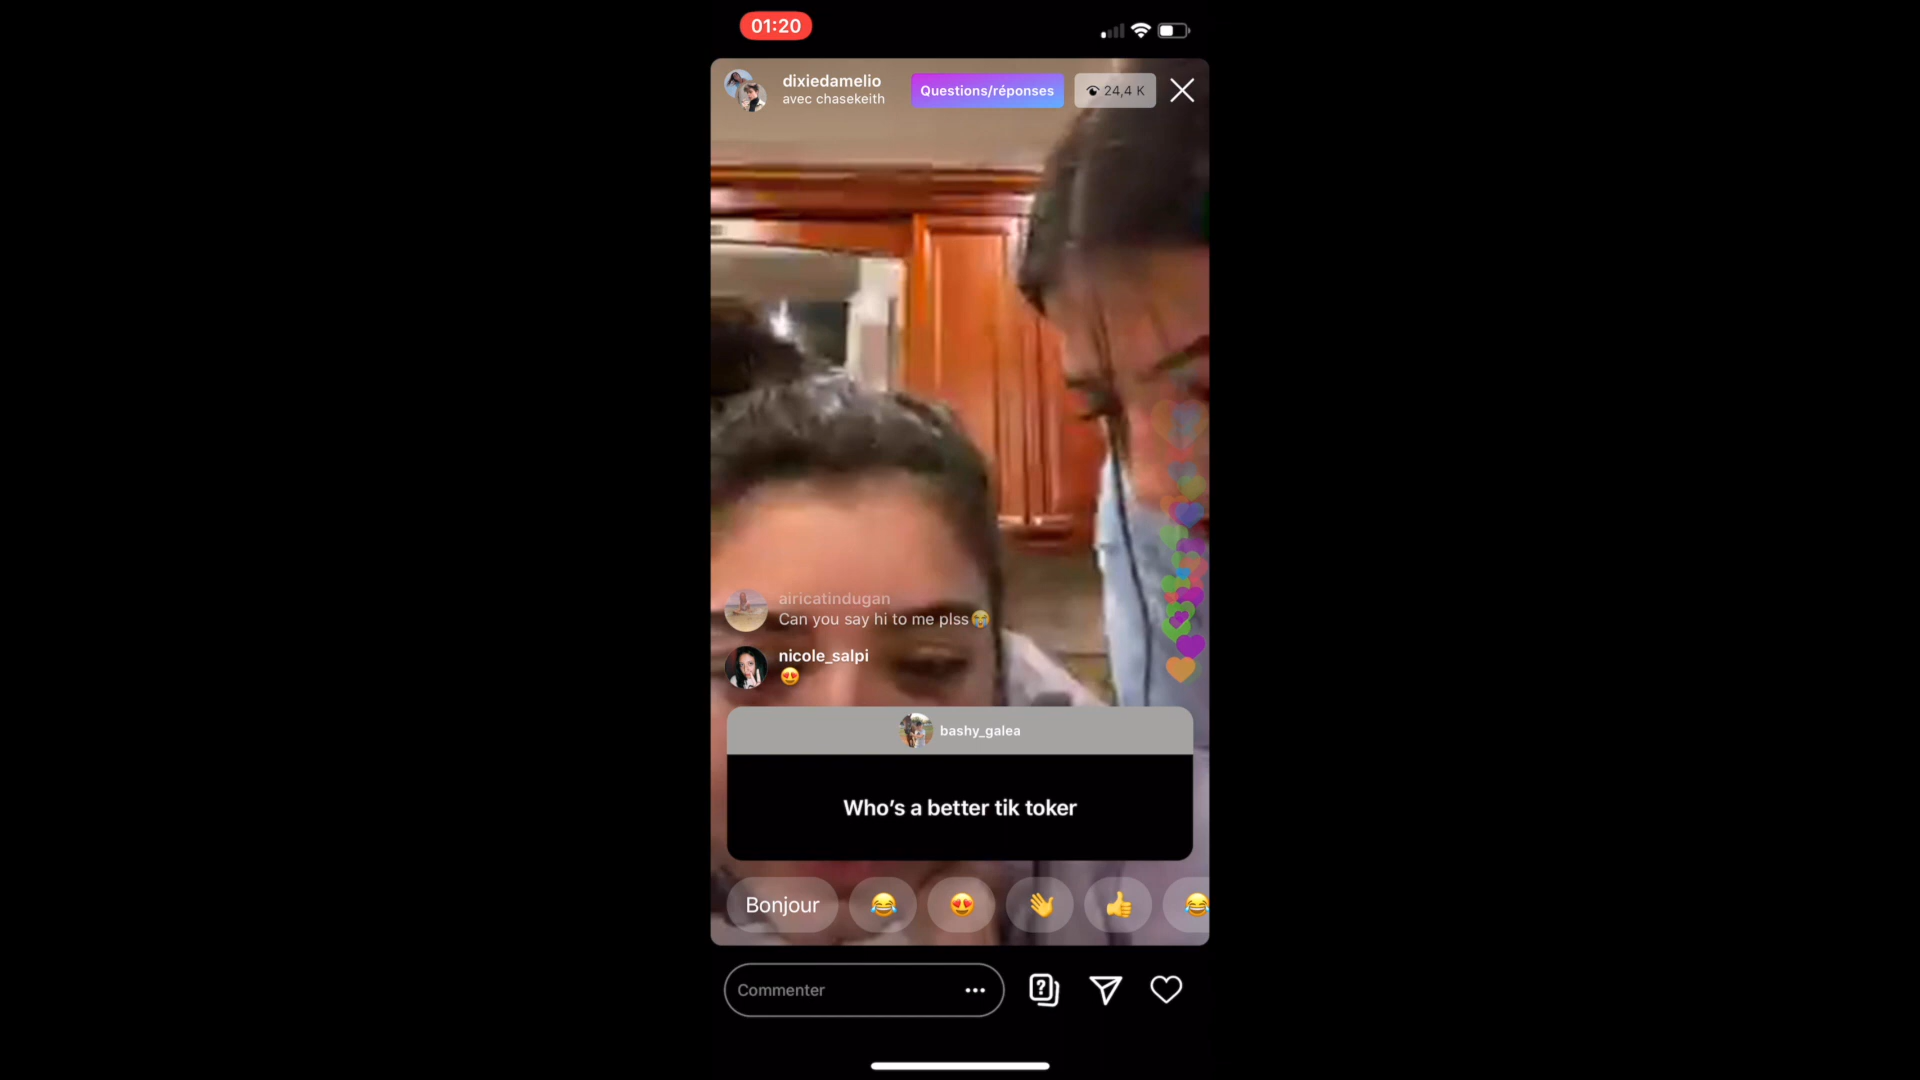 01:20
dixiedamelio
avec chasekeith
Questions/réponses
24,4 K
airicatindugan
Can you say hi to me plss😭
nicole_salpi
😍
bashy_galea
Who's a better tik toker
Bonjour 😂 😍 👋 👍 😂
Commenter